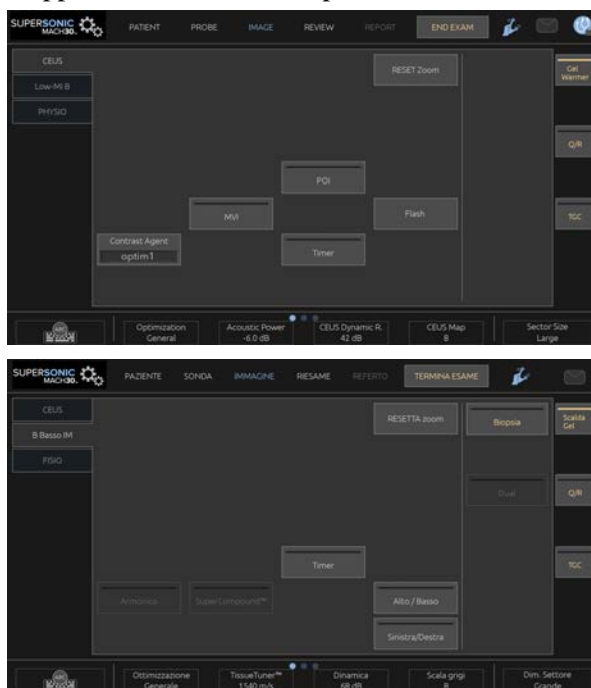 SUPERSONIC MACH30. PATIENT PROBE IMAGE REVIEW REPORT END EXAM
CEUS
RESET Zoom
Gel Warmer
Low-MI B
PHYSIO
Q/R
PQI
MVI
Flash
TGC
Contrast Agent
optim1
Timer
Optimization General
Acoustic Power -6.0 dB
CEUS Dynamic R. 42 dB
CEUS Map 8
Sector Size Large
SUPERSONIC MACH30. PAZIENTE SONDA IMMAGINE RIESAME REFERTO TERMINA ESAME
CEUS
RESETTA zoom
Biopsia
Scalda Gel
B Basso IM
FISIO
Dual
Q/R
Timer
TGC
Armonica
SuperCompound™
Alto / Basso
Sinistra/Destra
Ottimizzazione Generale
TissueTuner™ 1540 m/s
Dinamica 68 dB
Scala grigi
Dim. Settore Grande